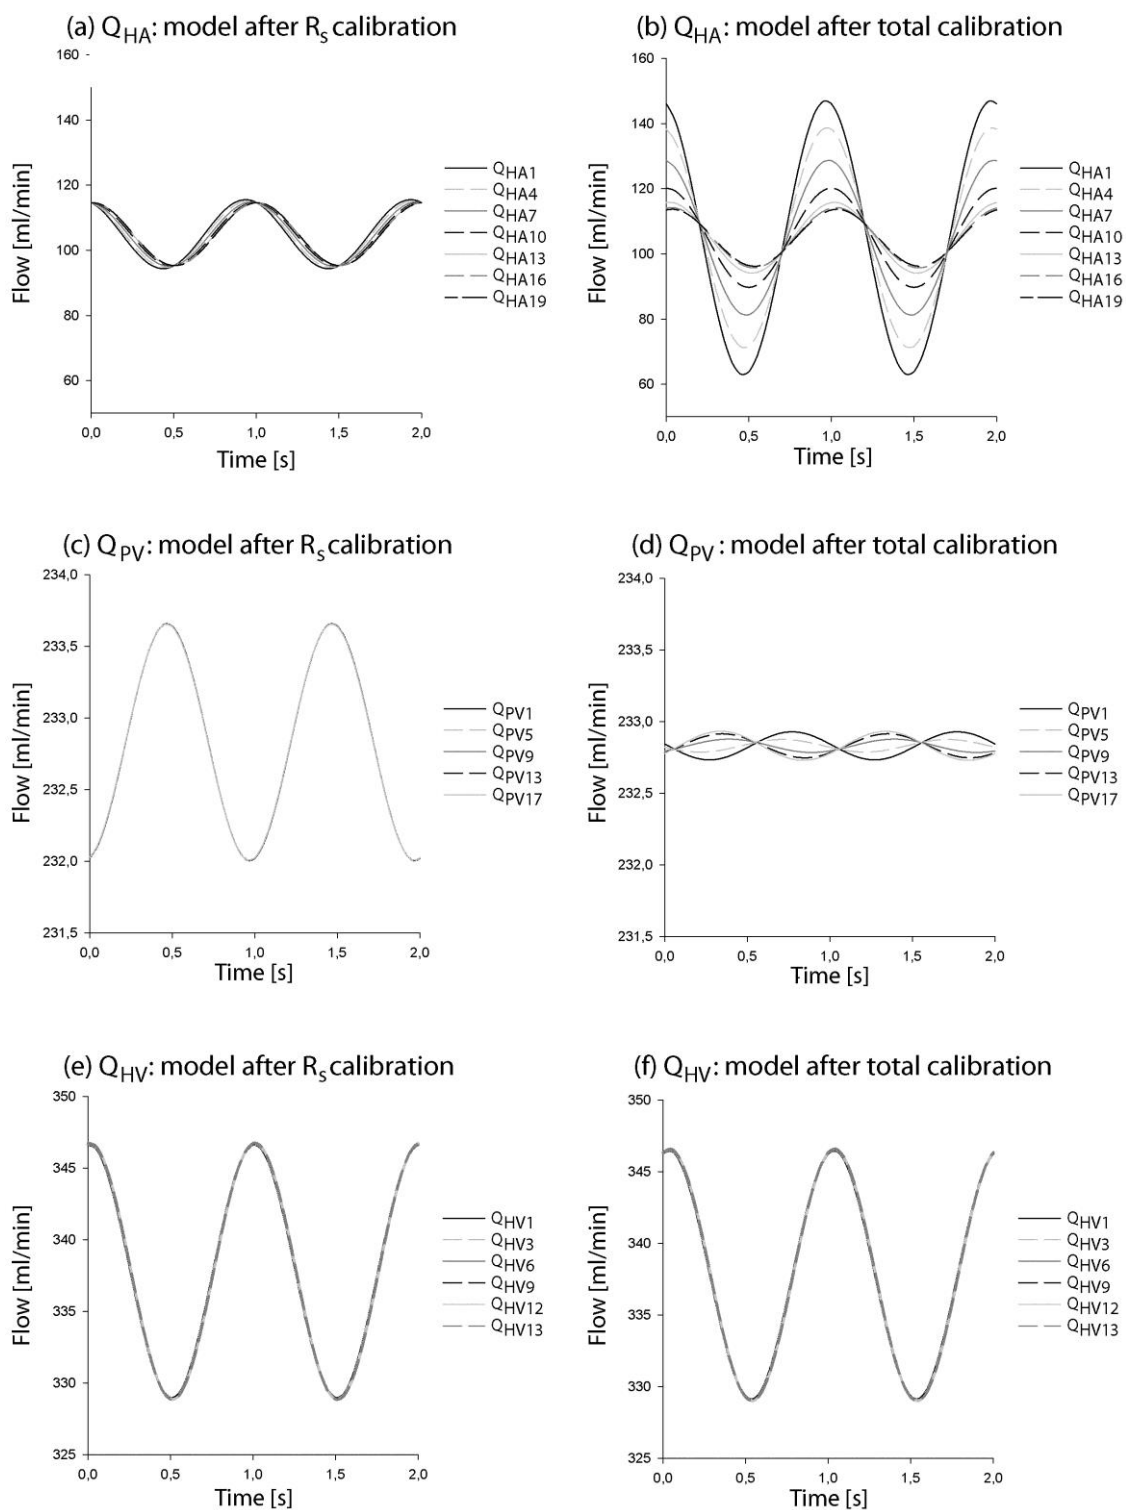 (a) Q_HA: model after R_s calibration
160
140
120
100
80
60
0,0 0,5 1,0 1,5 2,0
Flow [ml/min]
Time [s]
Q_HA1
Q_HA4
Q_HA7
Q_HA10
Q_HA13
Q_HA16
Q_HA19
(b) Q_HA: model after total calibration
160
140
120
100
80
60
0,0 0,5 1,0 1,5 2,0
Flow [ml/min]
Time [s]
Q_HA1
Q_HA4
Q_HA7
Q_HA10
Q_HA13
Q_HA16
Q_HA19
(c) Q_PV: model after R_s calibration
234,0
233,5
233,0
232,5
232,0
231,5
0,0 0,5 1,0 1,5 2,0
Flow [ml/min]
Time [s]
Q_PV1
Q_PV5
Q_PV9
Q_PV13
Q_PV17
(d) Q_PV: model after total calibration
234,0
233,5
233,0
232,5
232,0
231,5
0,0 0,5 1,0 1,5 2,0
Flow [ml/min]
Time [s]
Q_PV1
Q_PV5
Q_PV9
Q_PV13
Q_PV17
(e) Q_HV: model after R_s calibration
350
345
340
335
330
325
0,0 0,5 1,0 1,5 2,0
Flow [ml/min]
Time [s]
Q_HV1
Q_HV3
Q_HV6
Q_HV9
Q_HV12
Q_HV13
(f) Q_HV: model after total calibration
350
345
340
335
330
325
0,0 0,5 1,0 1,5 2,0
Flow [ml/min]
Time [s]
Q_HV1
Q_HV3
Q_HV6
Q_HV9
Q_HV12
Q_HV13